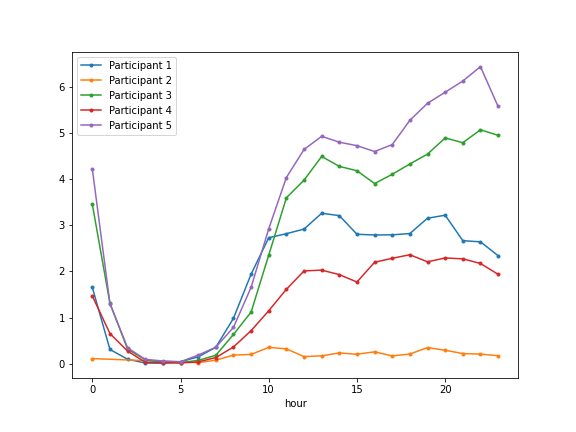 Participant 1
Participant 2
Participant 3
Participant 4
Participant 5
6
5
4
3
2
1
0
0 5 10 15 20
hour